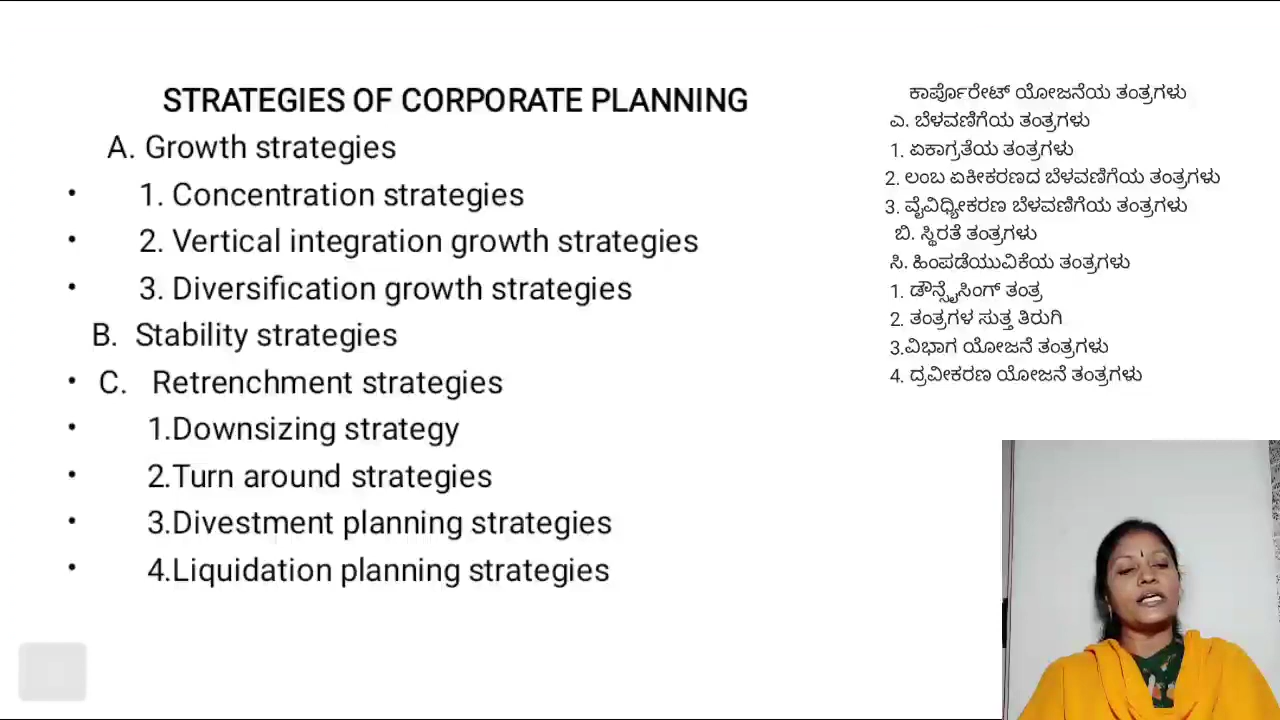 STRATEGIES OF CORPORATE PLANNING
A. Growth strategies
• 1. Concentration strategies
• 2. Vertical integration growth strategies
• 3. Diversification growth strategies
B. Stability strategies
• C. Retrenchment strategies
• 1.Downsizing strategy
• 2.Turn around strategies
• 3.Divestment planning strategies
• 4.Liquidation planning strategies
ಕಾರ್ಪೊರೇಟ್ ಯೋಜನೆಯ ತಂತ್ರಗಳು
ಎ. ಬೆಳವಣಿಗೆಯ ತಂತ್ರಗಳು
1. ಏಕಾಗ್ರತೆಯ ತಂತ್ರಗಳು
2. ಲಂಬ ಏಕೀಕರಣದ ಬೆಳವಣಿಗೆಯ ತಂತ್ರಗಳು
3. ವೈವಿಧ್ಯೀಕರಣ ಬೆಳವಣಿಗೆಯ ತಂತ್ರಗಳು
ಬಿ. ಸ್ಥಿರತೆ ತಂತ್ರಗಳು
ಸಿ. ಹಿಂಪಡೆಯುವಿಕೆಯ ತಂತ್ರಗಳು
1. ಡೌನ್ಸೈಸಿಂಗ್ ತಂತ್ರ
2. ತಂತ್ರಗಳ ಸುತ್ತ ತಿರುಗಿ
3.ವಿಭಾಗ ಯೋಜನೆ ತಂತ್ರಗಳು
4. ದ್ರವೀಕರಣ ಯೋಜನೆ ತಂತ್ರಗಳು